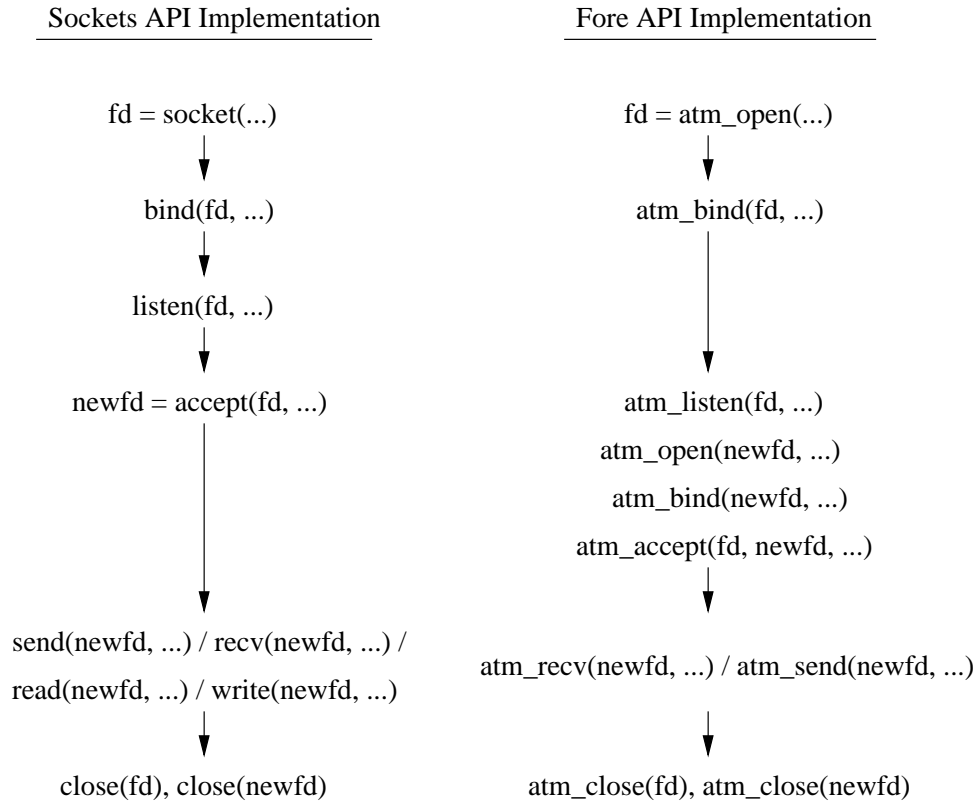 Sockets API Implementation
fd = socket(...)
bind(fd, ...)
listen(fd, ...)
newfd = accept(fd, ...)
send(newfd, ...) / recv(newfd, ...) /
read(newfd, ...) / write(newfd, ...)
close(fd), close(newfd)
Fore API Implementation
fd = atm_open(...)
atm_bind(fd, ...)
atm_listen(fd, ...)
atm_open(newfd, ...)
atm_bind(newfd, ...)
atm_accept(fd, newfd, ...)
atm_recv(newfd, ...) / atm_send(newfd, ...)
atm_close(fd), atm_close(newfd)